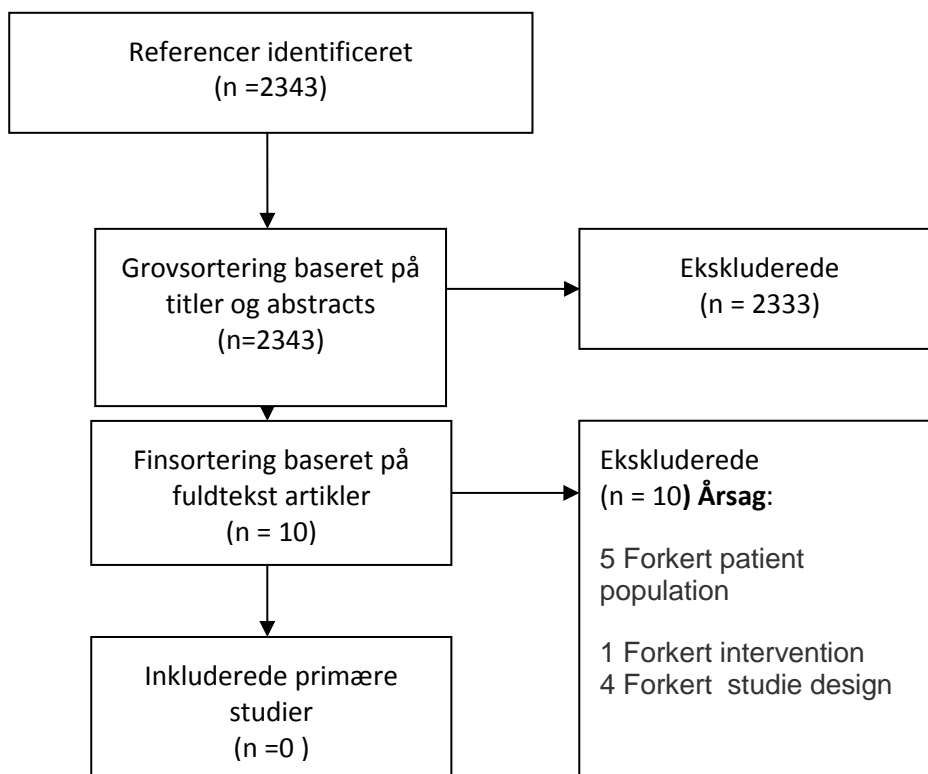 Referencer identificeret
(n =2343)
Grovsortering baseret på
titler og abstracts
(n=2343)
Ekskluderede
(n = 2333)
Finsortering baseret på
fuldtekst artikler
(n = 10)
Ekskluderede
(n = 10) Årsag:
5 Forkert patient
population
1 Forkert intervention
4 Forkert  studie design
Inkluderede primære
studier
(n =0 )